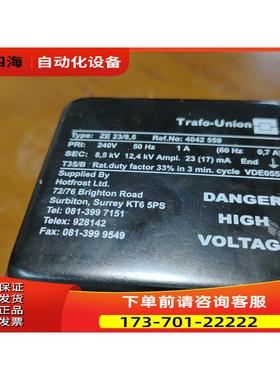 四海 自动化设备
Trafo-Union
Type: ZE 23/8,5 Ref.No: 4042 559
PRI: 240V 50 Hz 1 A (60 Hz 0,7 A)
SEC: 8,5 kV 12,4 kV Ampl. 23 (17) mA End
T35/B Rat.duty factor 33% in 3 min. cycle VDE055
Supplied By
Hotfrost Ltd.
72/76 Brighton Road
Surbiton, Surrey KT6 5PS
Tel: 081-399 7151
Telex: 928142
Fax: 081-399 9549
DANGER
HIGH
VOLTAGE
下单前请咨询客服
173-701-22222